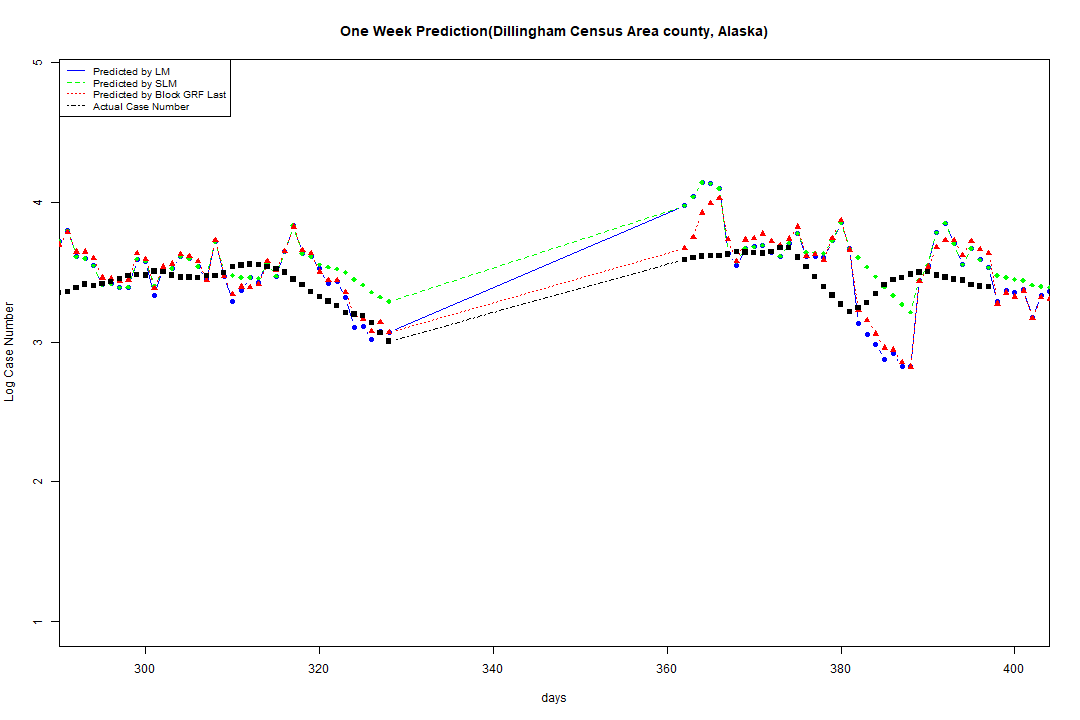 One Week Prediction(Dillingham Census Area county, Alaska)
Predicted by LM
Predicted by SLM
Predicted by Block GRF Last
Actual Case Number
5
4
3
2
1
Log Case Number
300 320 340 360 380 400
days